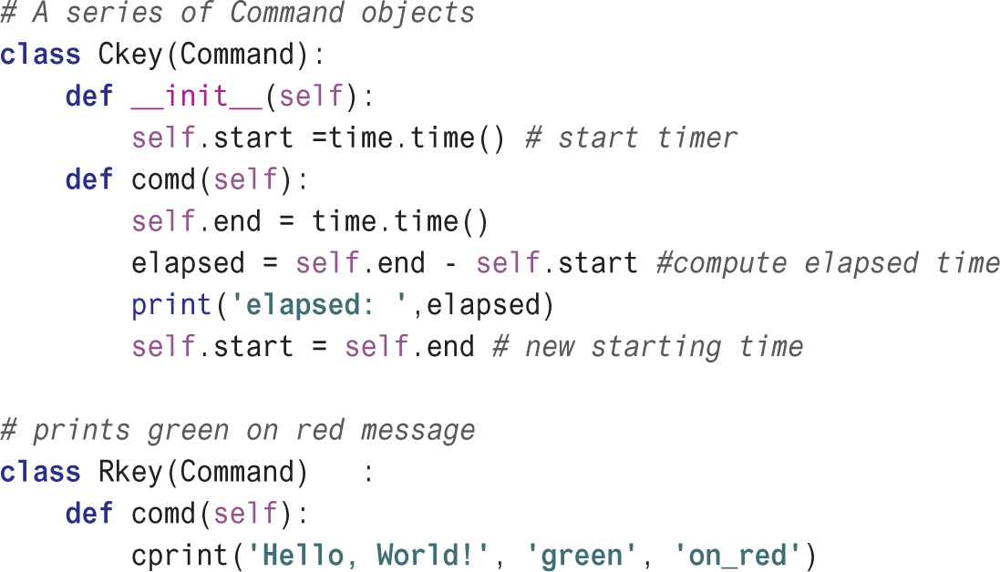 # A series of Command objects
class Ckey(Command):
    def __init__(self):
        self.start =time.time() # start timer
    def comd(self):
        self.end = time.time()
        elapsed = self.end - self.start #compute elapsed time
        print('elapsed: ',elapsed)
        self.start = self.end # new starting time

# prints green on red message
class Rkey(Command)   :
    def comd(self):
        cprint('Hello, World!', 'green', 'on_red')